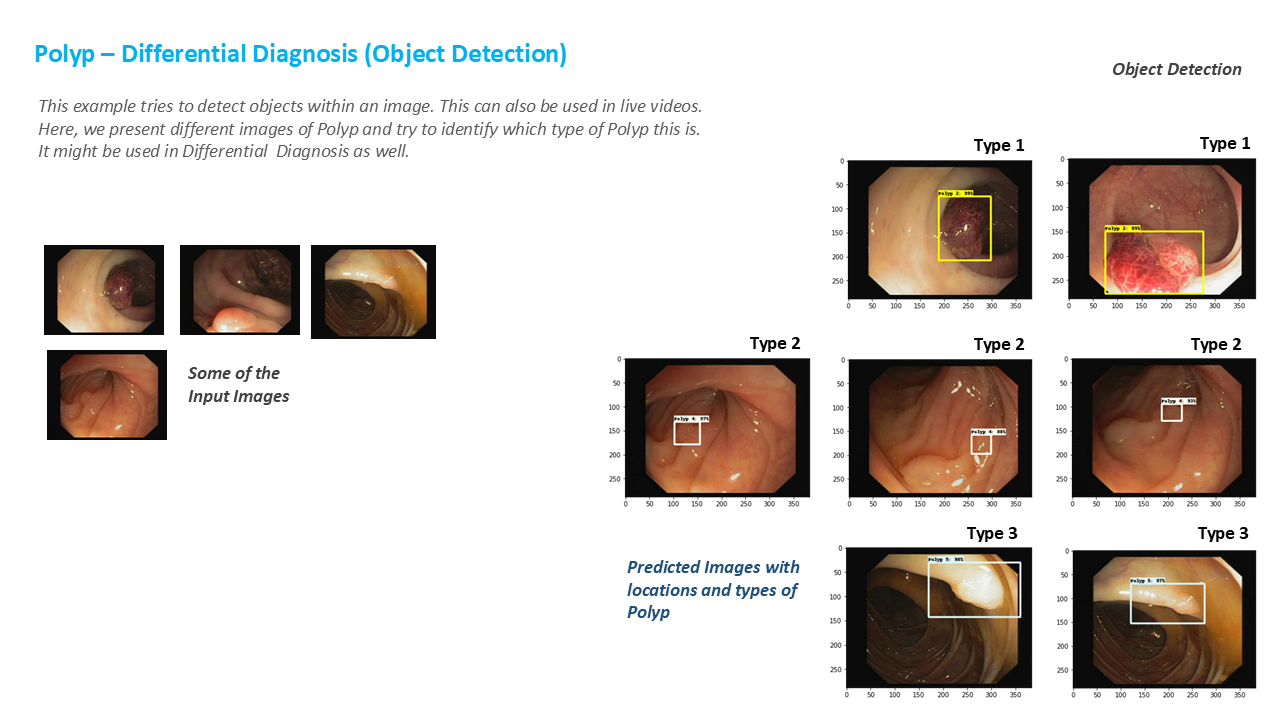 Polyp – Differential Diagnosis (Object Detection)
Object Detection
This example tries to detect objects within an image. This can also be used in live videos.
Here, we present different images of Polyp and try to identify which type of Polyp this is.
It might be used in Differential  Diagnosis as well.
Type 1
0
50
100
150
200
250
Polyp 2: 99%
0 50 100 150 200 250 300 350
Type 1
0
50
100
150
200
250
Polyp 2: 99%
0 50 100 150 200 250 300 350
Some of the
Input Images
Type 2
0
50
100
150
200
250
Polyp 4: 97%
0 50 100 150 200 250 300 350
Type 2
0
50
100
150
200
250
Polyp 4: 88%
0 50 100 150 200 250 300 350
Type 2
0
50
100
150
200
250
Polyp 4: 93%
0 50 100 150 200 250 300 350
Predicted Images with
locations and types of
Polyp
Type 3
0
50
100
150
200
250
Polyp 5: 98%
0 50 100 150 200 250 300 350
Type 3
0
50
100
150
200
250
Polyp 5: 97%
0 50 100 150 200 250 300 350